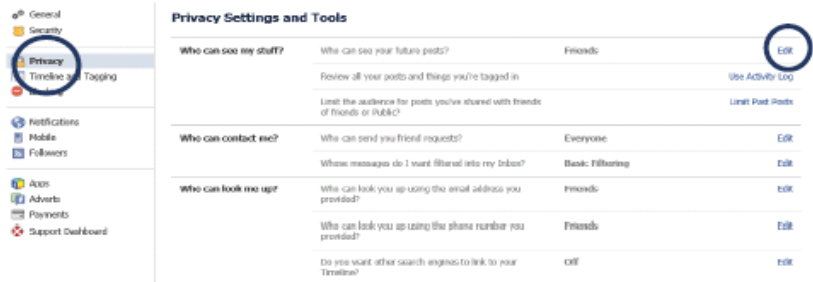 General
Security
Privacy
Timeline and Tagging
Notifications
Mobile
Followers
Apps
Adverts
Payments
Support Dashboard
Privacy Settings and Tools
Who can see my stuff? Who can see your future posts? Friends Edit
Review all your posts and things you're tagged in Use Activity Log
Limit the audience for posts you've shared with friends Limit Past Posts
of friends or Public?
Who can contact me? Who can send you friend requests? Everyone Edit
Whose messages do I want filtered into my Inbox? Basic Filtering Edit
Who can look me up? Who can look you up using the email address you Friends Edit
provided?
Who can look you up using the phone number you Friends Edit
provided?
Do you want other search engines to link to your Off Edit
Timeline?